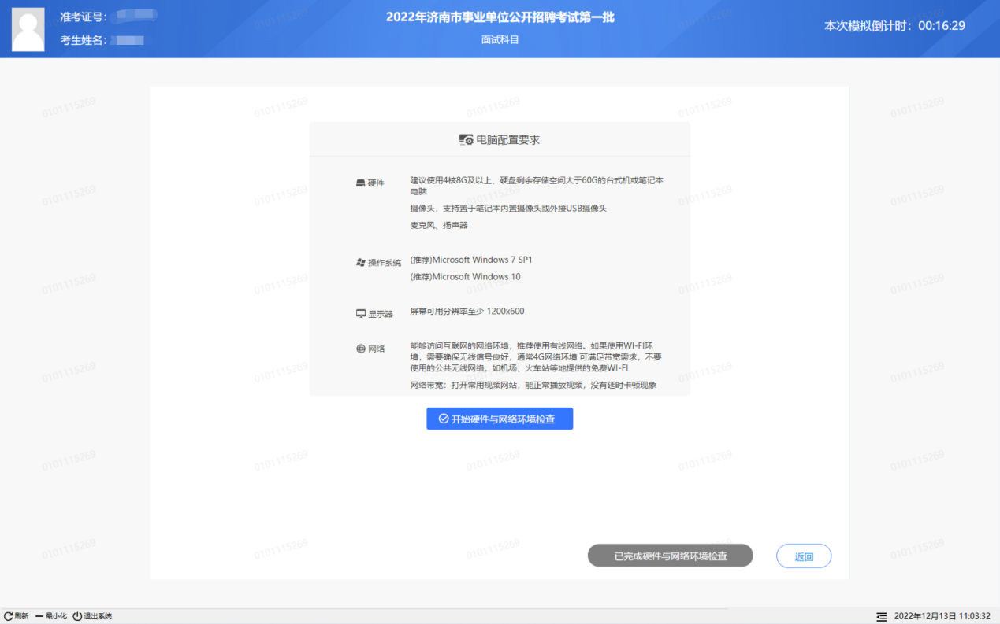 准考证号：
考生姓名：
2022年济南市事业单位公开招聘考试第一批
面试科目
本次模拟倒计时：00:16:29
电脑配置要求
硬件
建议使用4核8G及以上、硬盘剩余存储空间大于60G的台式机或笔记本
电脑
摄像头，支持置于笔记本内置摄像头或外接USB摄像头
麦克风、扬声器
操作系统
(推荐)Microsoft Windows 7 SP1
(推荐)Microsoft Windows 10
显示器
屏幕可用分辨率至少 1200x600
网络
能够访问互联网的网络环境，推荐使用有线网络。如果使用WI-FI环
境，需要确保无线信号良好，通常4G网络环境 可满足带宽需求，不要
使用的公共无线网络，如机场、火车站等地提供的免费WI-FI
网络带宽：打开常用视频网站，能正常播放视频，没有延时卡顿现象
开始硬件与网络环境检查
已完成硬件与网络环境检查
返回
刷新 最小化 退出系统
2022年12月13日 11:03:32
0101115269